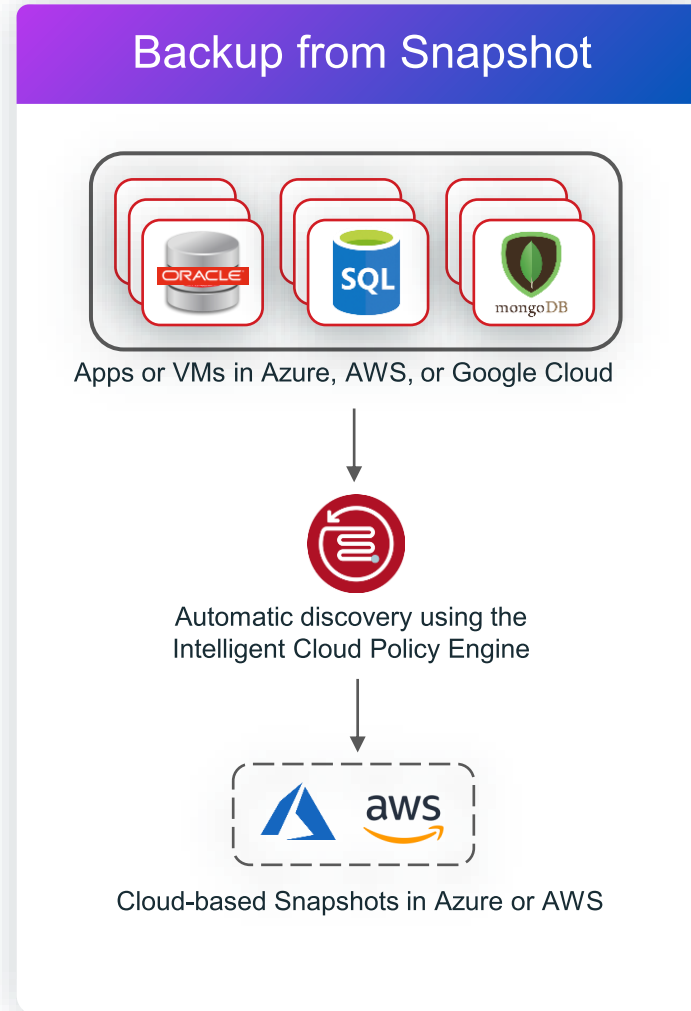 Backup from Snapshot
ORACLE
SQL
mongoDB
Apps or VMs in Azure, AWS, or Google Cloud
Automatic discovery using the
Intelligent Cloud Policy Engine
aws
Cloud-based Snapshots in Azure or AWS